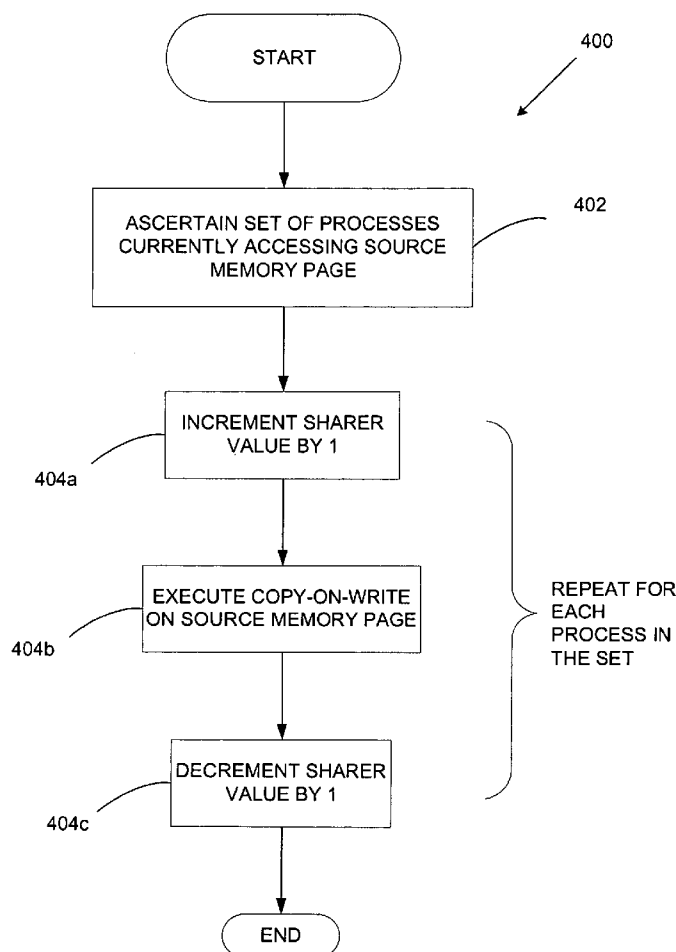 START
400
ASCERTAIN SET OF PROCESSES
CURRENTLY ACCESSING SOURCE
MEMORY PAGE
402
INCREMENT SHARER
VALUE BY 1
404a
EXECUTE COPY-ON-WRITE
ON SOURCE MEMORY PAGE
404b
REPEAT FOR
EACH
PROCESS IN
THE SET
DECREMENT SHARER
VALUE BY 1
404c
END